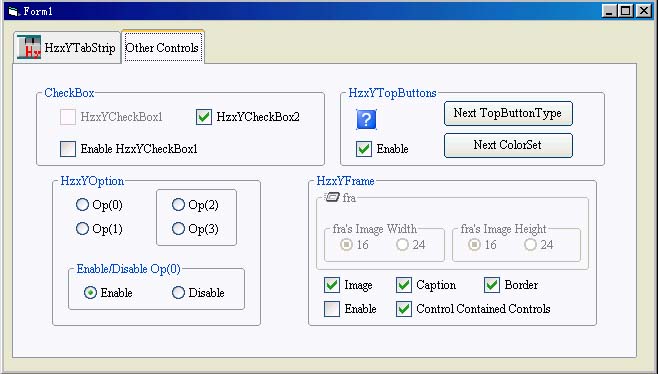 Form1
HzxYTabStrip
Other Controls
CheckBox
HzxYCheckBox1
HzxYCheckBox2
Enable HzxYCheckBox1
HzxYTopButtons
?
Enable
Next TopButtonType
Next ColorSet
HzxYOption
Op(0)
Op(1)
Op(2)
Op(3)
Enable/Disable Op(0)
Enable
Disable
HzxYFrame
fra
fra's Image Width
16
24
fra's Image Height
16
24
Image
Caption
Border
Enable
Control Contained Controls